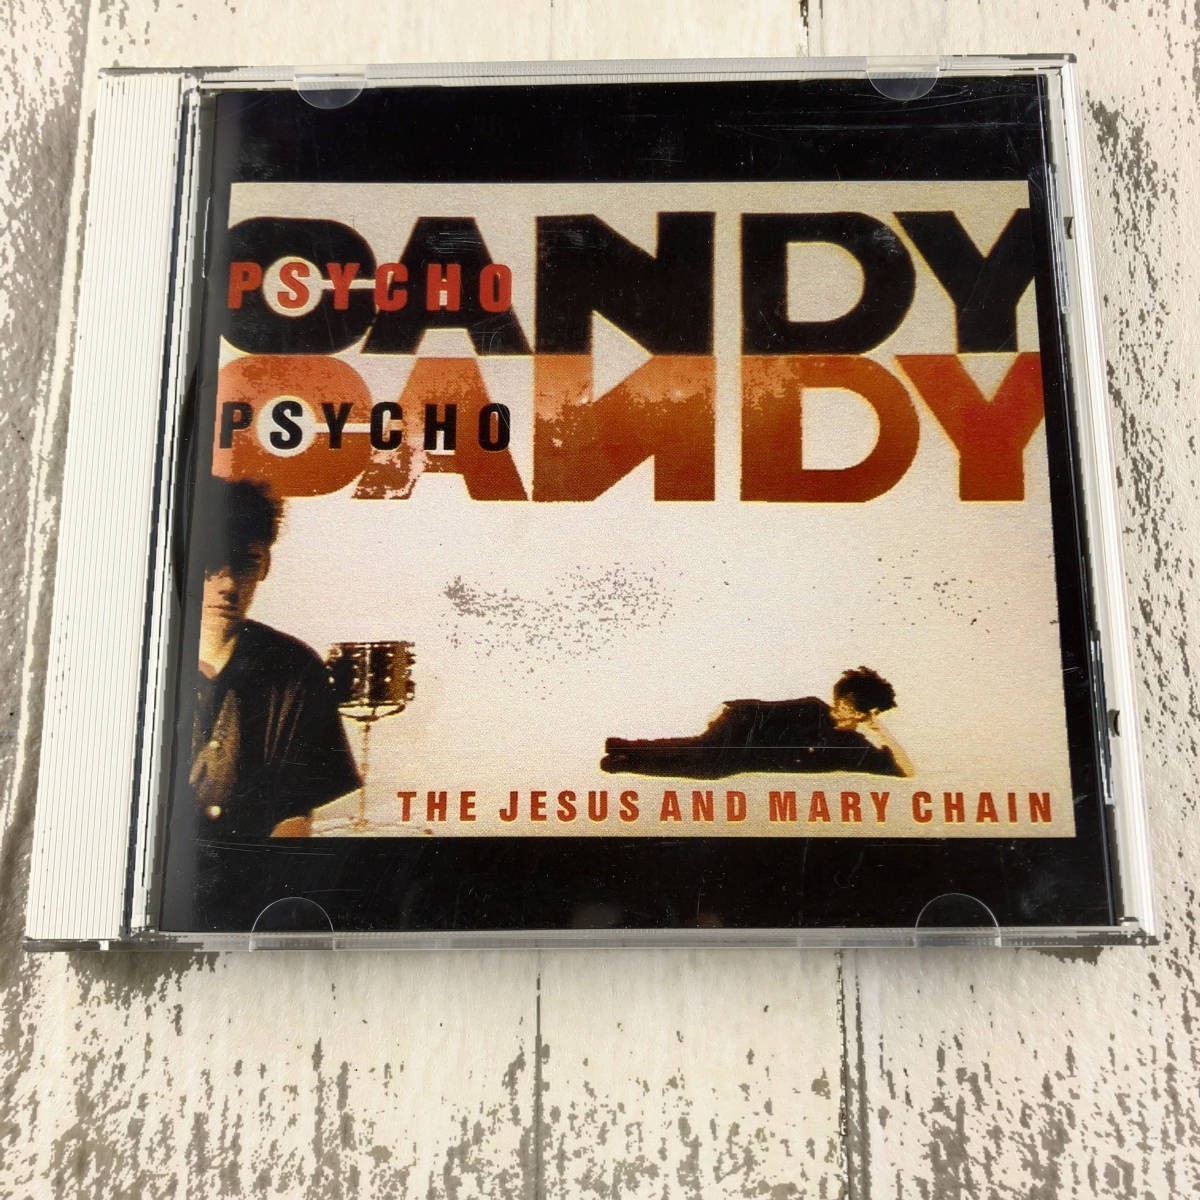 CANDY
PSYCHO
CANDY
PSYCHO
THE JESUS AND MARY CHAIN